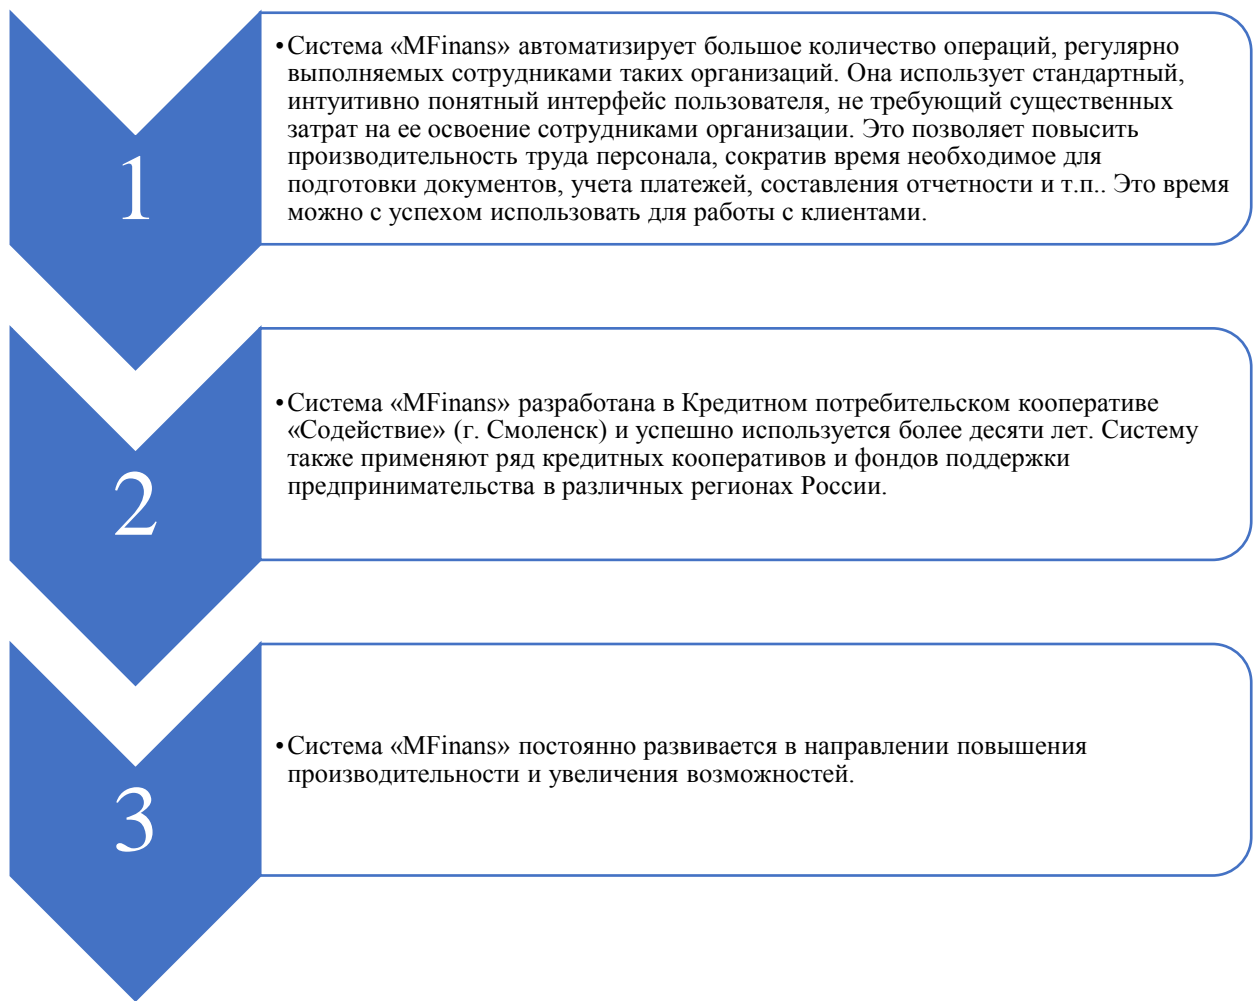 1
•Система «MFinans» автоматизирует большое количество операций, регулярно
выполняемых сотрудниками таких организаций. Она использует стандартный,
интуитивно понятный интерфейс пользователя, не требующий существенных
затрат на ее освоение сотрудниками организации. Это позволяет повысить
производительность труда персонала, сократив время необходимое для
подготовки документов, учета платежей, составления отчетности и т.п.. Это время
можно с успехом использовать для работы с клиентами.
2
•Система «MFinans» разработана в Кредитном потребительском кооперативе
«Содействие» (г. Смоленск) и успешно используется более десяти лет. Систему
также применяют ряд кредитных кооперативов и фондов поддержки
предпринимательства в различных регионах России.
3
•Система «MFinans» постоянно развивается в направлении повышения
производительности и увеличения возможностей.